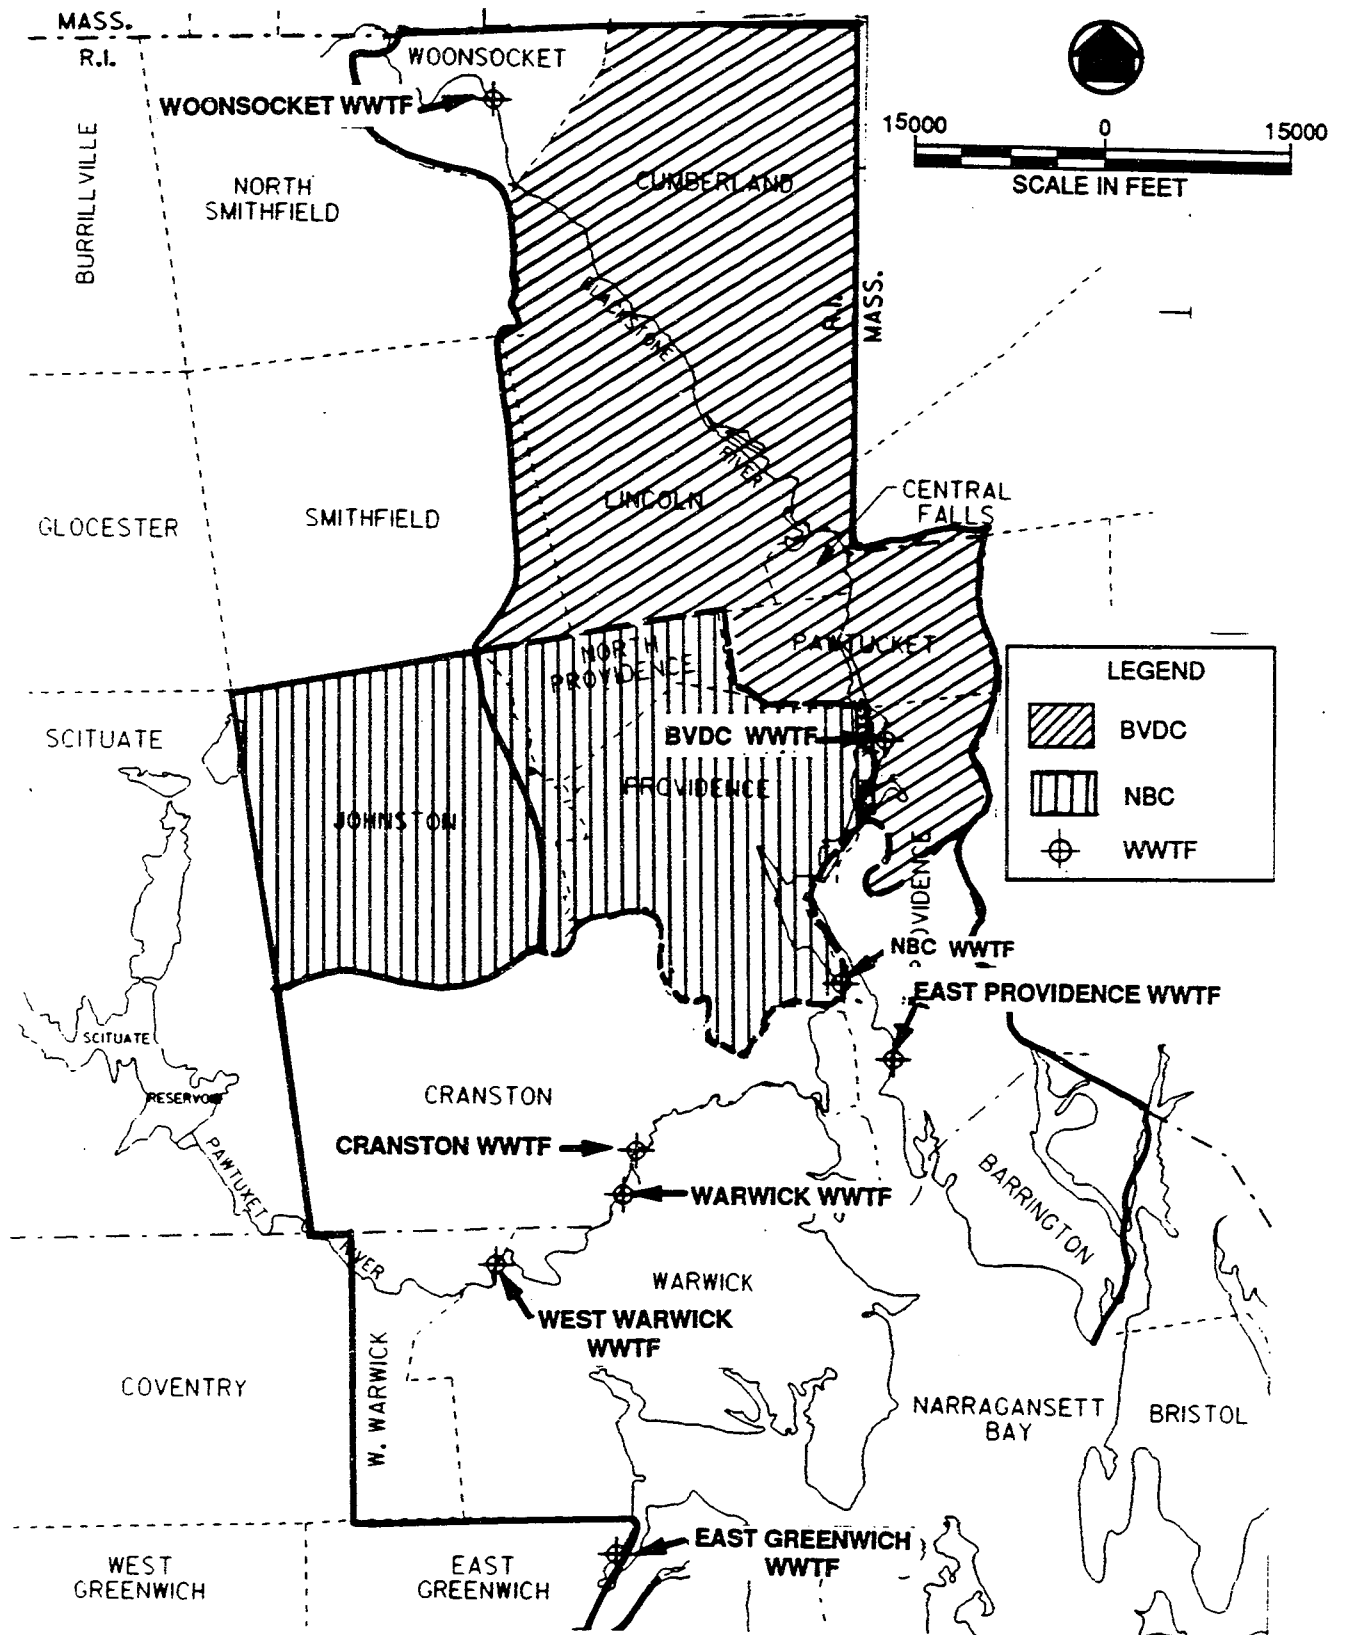 MASS.
R.I.
WOONSOCKET
WOONSOCKET WWTF
15000 0 15000
SCALE IN FEET
BURRILLVILLE
NORTH
SMITHFIELD
CUMBERLAND
BLACKSTONE
RIVER
R.I.
MASS.
GLOCESTER
SMITHFIELD
LINCOLN
CENTRAL
FALLS
PAWTUCKET
NORTH
PROVIDENCE
LEGEND
BVDC
NBC
WWTF
SCITUATE
BVDC WWTF
PROVIDENCE
JOHNSTON
NBC WWTF
EAST PROVIDENCE WWTF
SCITUATE
RESERVOIR
PAWTUXET
RIVER
CRANSTON
CRANSTON WWTF
WARWICK WWTF
BARRINGTON
WARWICK
WEST WARWICK
WWTF
COVENTRY
W. WARWICK
NARRAGANSETT
BAY
BRISTOL
EAST GREENWICH
WWTF
WEST
GREENWICH
EAST
GREENWICH